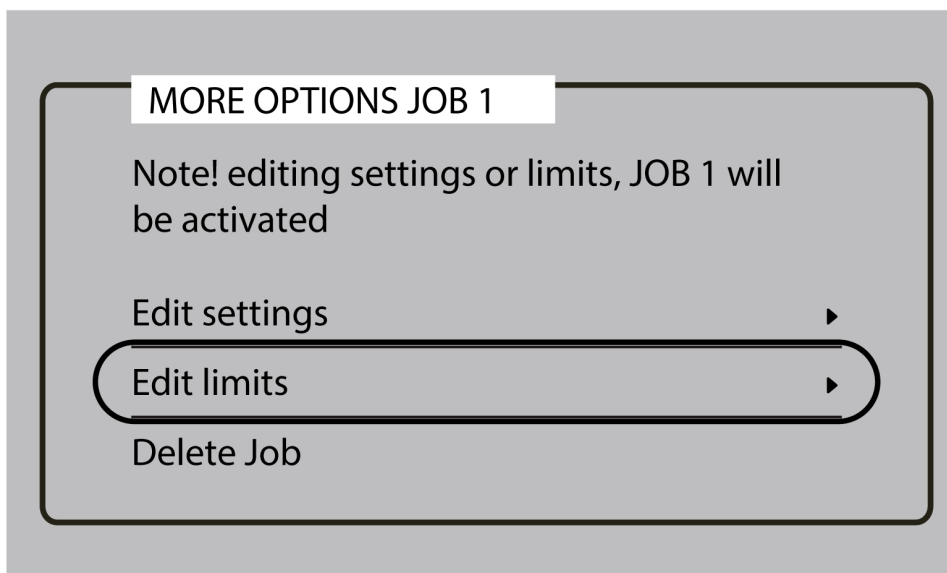 MORE OPTIONS JOB 1
Note! editing settings or limits, JOB 1 will
be activated
Edit settings
Edit limits
Delete Job